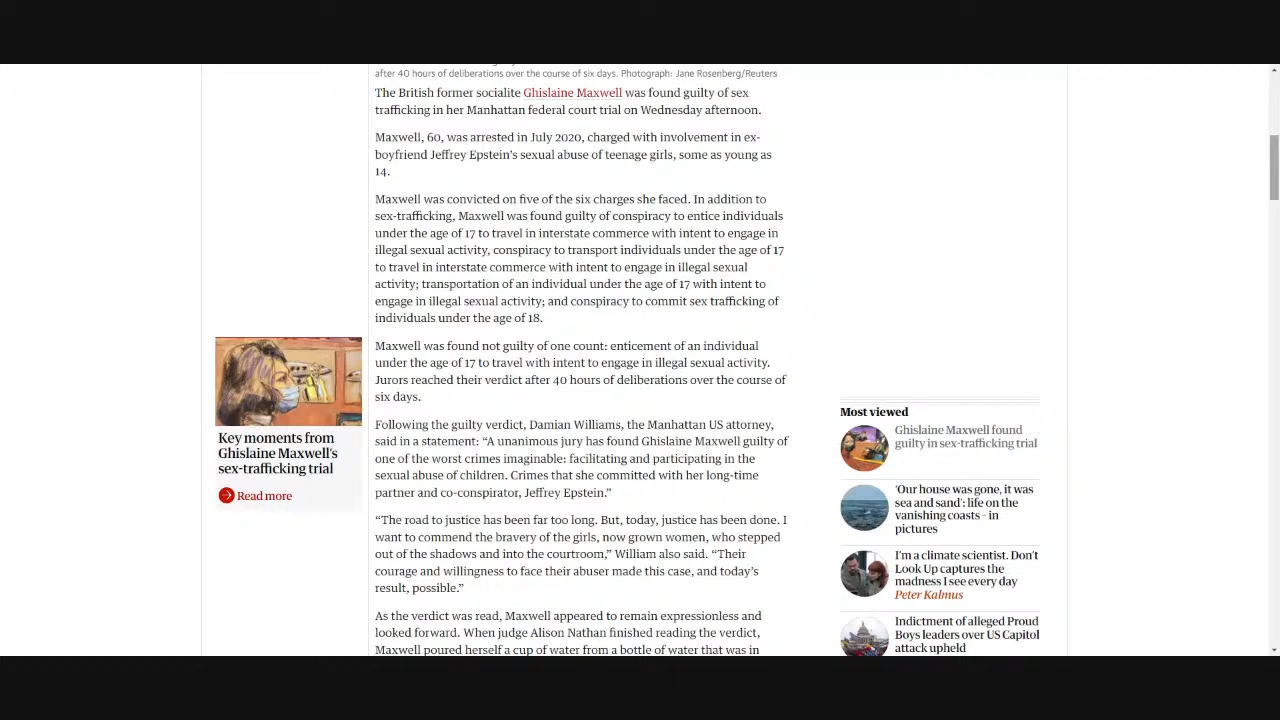 after 40 hours of deliberations over the course of six days. Photograph: Jane Rosenberg/Reuters
The British former socialite Ghislaine Maxwell was found guilty of sex
trafficking in her Manhattan federal court trial on Wednesday afternoon.
Maxwell, 60, was arrested in July 2020, charged with involvement in ex-
boyfriend Jeffrey Epstein's sexual abuse of teenage girls, some as young as
14.
Maxwell was convicted on five of the six charges she faced. In addition to
sex-trafficking, Maxwell was found guilty of conspiracy to entice individuals
under the age of 17 to travel in interstate commerce with intent to engage in
illegal sexual activity, conspiracy to transport individuals under the age of 17
to travel in interstate commerce with intent to engage in illegal sexual
activity; transportation of an individual under the age of 17 with intent to
engage in illegal sexual activity; and conspiracy to commit sex trafficking of
individuals under the age of 18.
Maxwell was found not guilty of one count: enticement of an individual
under the age of 17 to travel with intent to engage in illegal sexual activity.
Jurors reached their verdict after 40 hours of deliberations over the course of
six days.
Following the guilty verdict, Damian Williams, the Manhattan US attorney,
said in a statement: “A unanimous jury has found Ghislaine Maxwell guilty of
one of the worst crimes imaginable: facilitating and participating in the
sexual abuse of children. Crimes that she committed with her long-time
partner and co-conspirator, Jeffrey Epstein.”
“The road to justice has been far too long. But, today, justice has been done. I
want to commend the bravery of the girls, now grown women, who stepped
out of the shadows and into the courtroom,” William also said. “Their
courage and willingness to face their abuser made this case, and today’s
result, possible.”
As the verdict was read, Maxwell appeared to remain expressionless and
looked forward. When judge Alison Nathan finished reading the verdict,
Maxwell poured herself a cup of water from a bottle of water that was in
Key moments from
Ghislaine Maxwell’s
sex-trafficking trial
Read more
Most viewed
Ghislaine Maxwell found
guilty in sex-trafficking trial
‘Our house was gone, it was
sea and sand’: life on the
vanishing coasts – in
pictures
I’m a climate scientist. Don’t
Look Up captures the
madness I see every day
Peter Kalmus
Indictment of alleged Proud
Boys leaders over US Capitol
attack upheld